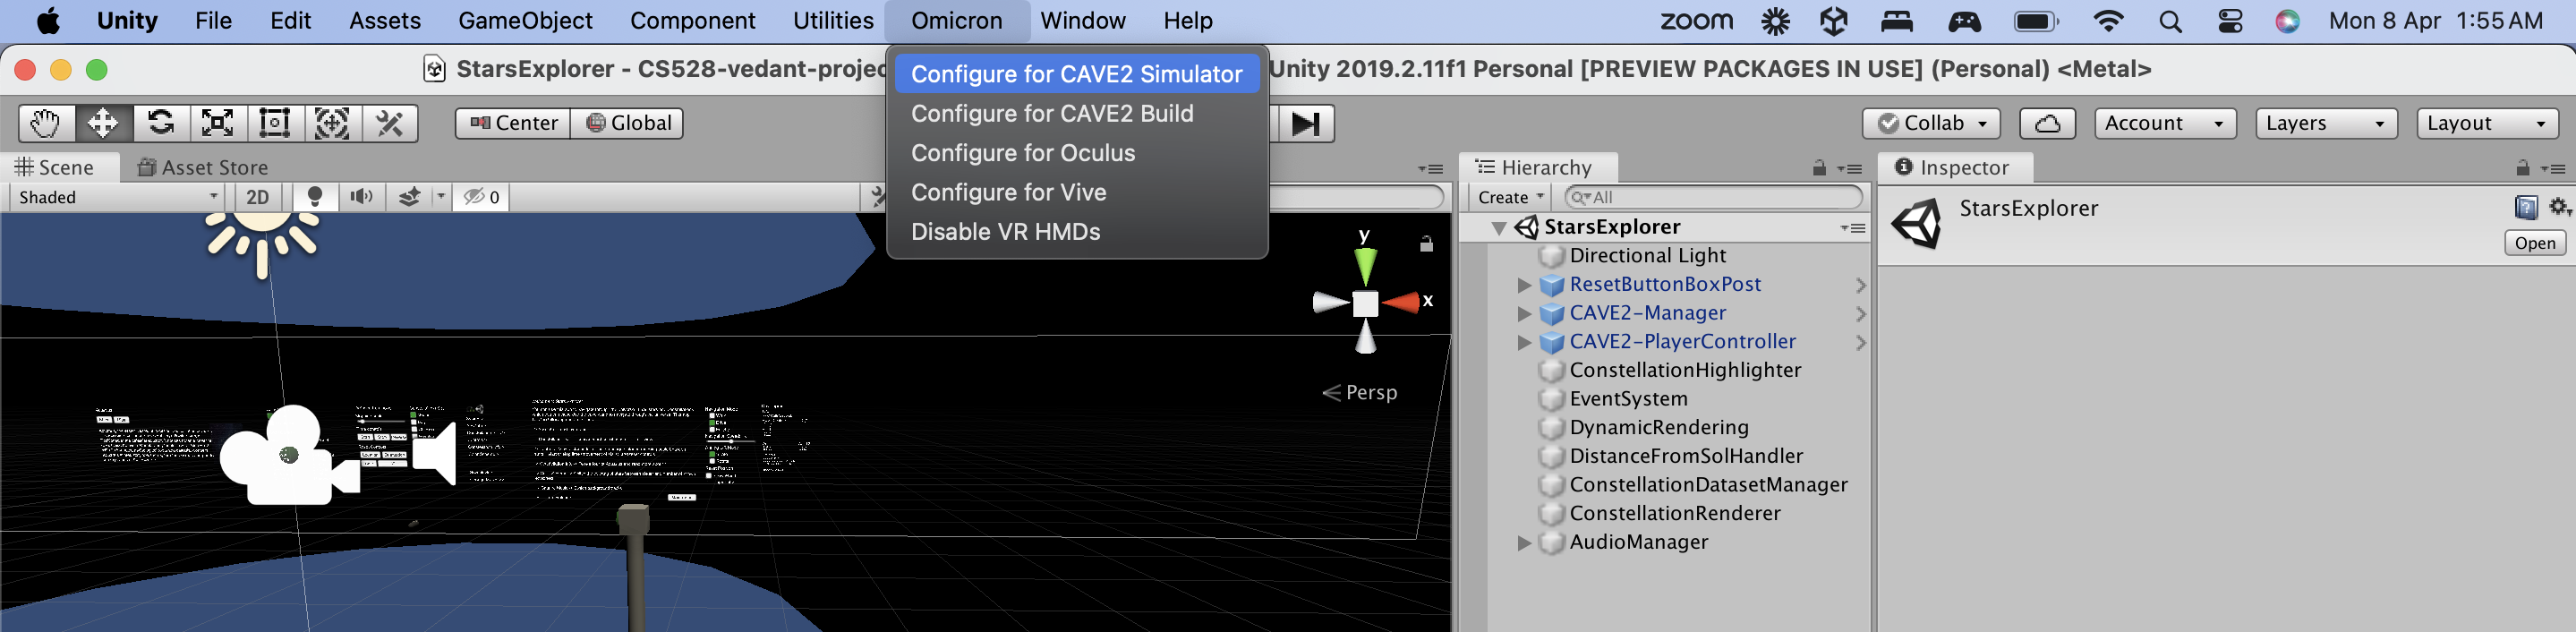 Unity File Edit Assets GameObject Component Utilities Omicron Window Help zoom Mon 8 Apr 1:55 AM
StarsExplorer - CS528-vedant-projec Unity 2019.2.11f1 Personal [PREVIEW PACKAGES IN USE] (Personal) <Metal>
Configure for CAVE2 Simulator
Configure for CAVE2 Build
Configure for Oculus
Configure for Vive
Disable VR HMDs
Center Global Collab Account Layers Layout
Scene Asset Store
Shaded 2D 0
y
x
Persp
Hierarchy
Create All
StarsExplorer
Directional Light
ResetButtonBoxPost
CAVE2-Manager
CAVE2-PlayerController
ConstellationHighlighter
EventSystem
DynamicRendering
DistanceFromSolHandler
ConstellationDatasetManager
ConstellationRenderer
AudioManager
Inspector
StarsExplorer
Open